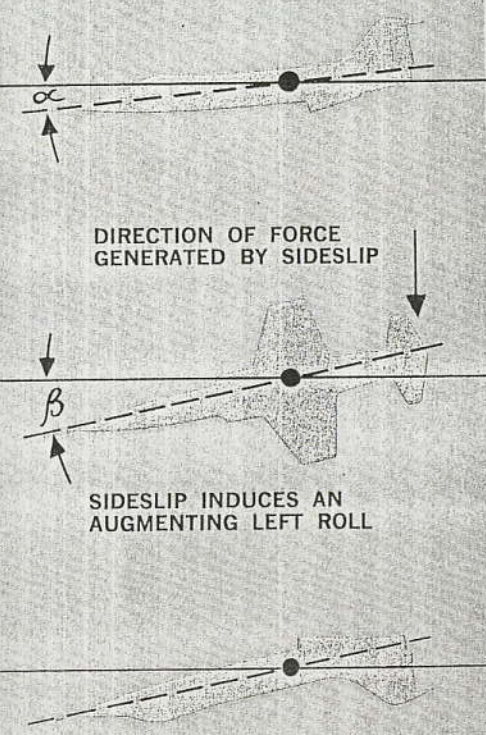 α
DIRECTION OF FORCE
GENERATED BY SIDESLIP
β
SIDESLIP INDUCES AN
AUGMENTING LEFT ROLL